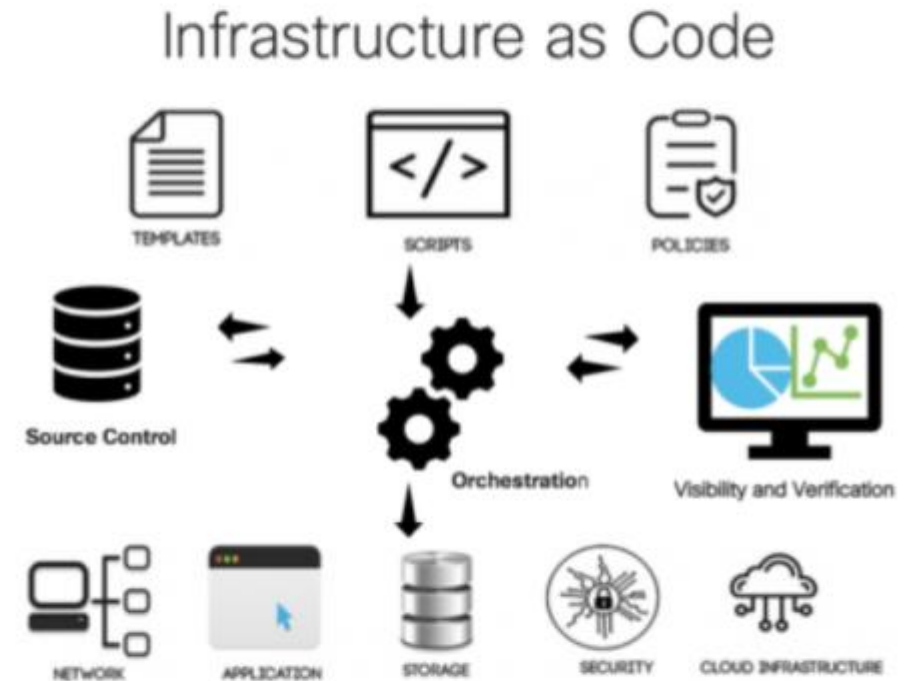 Infrastructure as Code
TEMPLATES
SCRIPTS
POLICIES
Source Control
Orchestration
Visibility and Verification
NETWORK
APPLICATION
STORAGE
SECURITY
CLOUD INFRASTRUCTURE